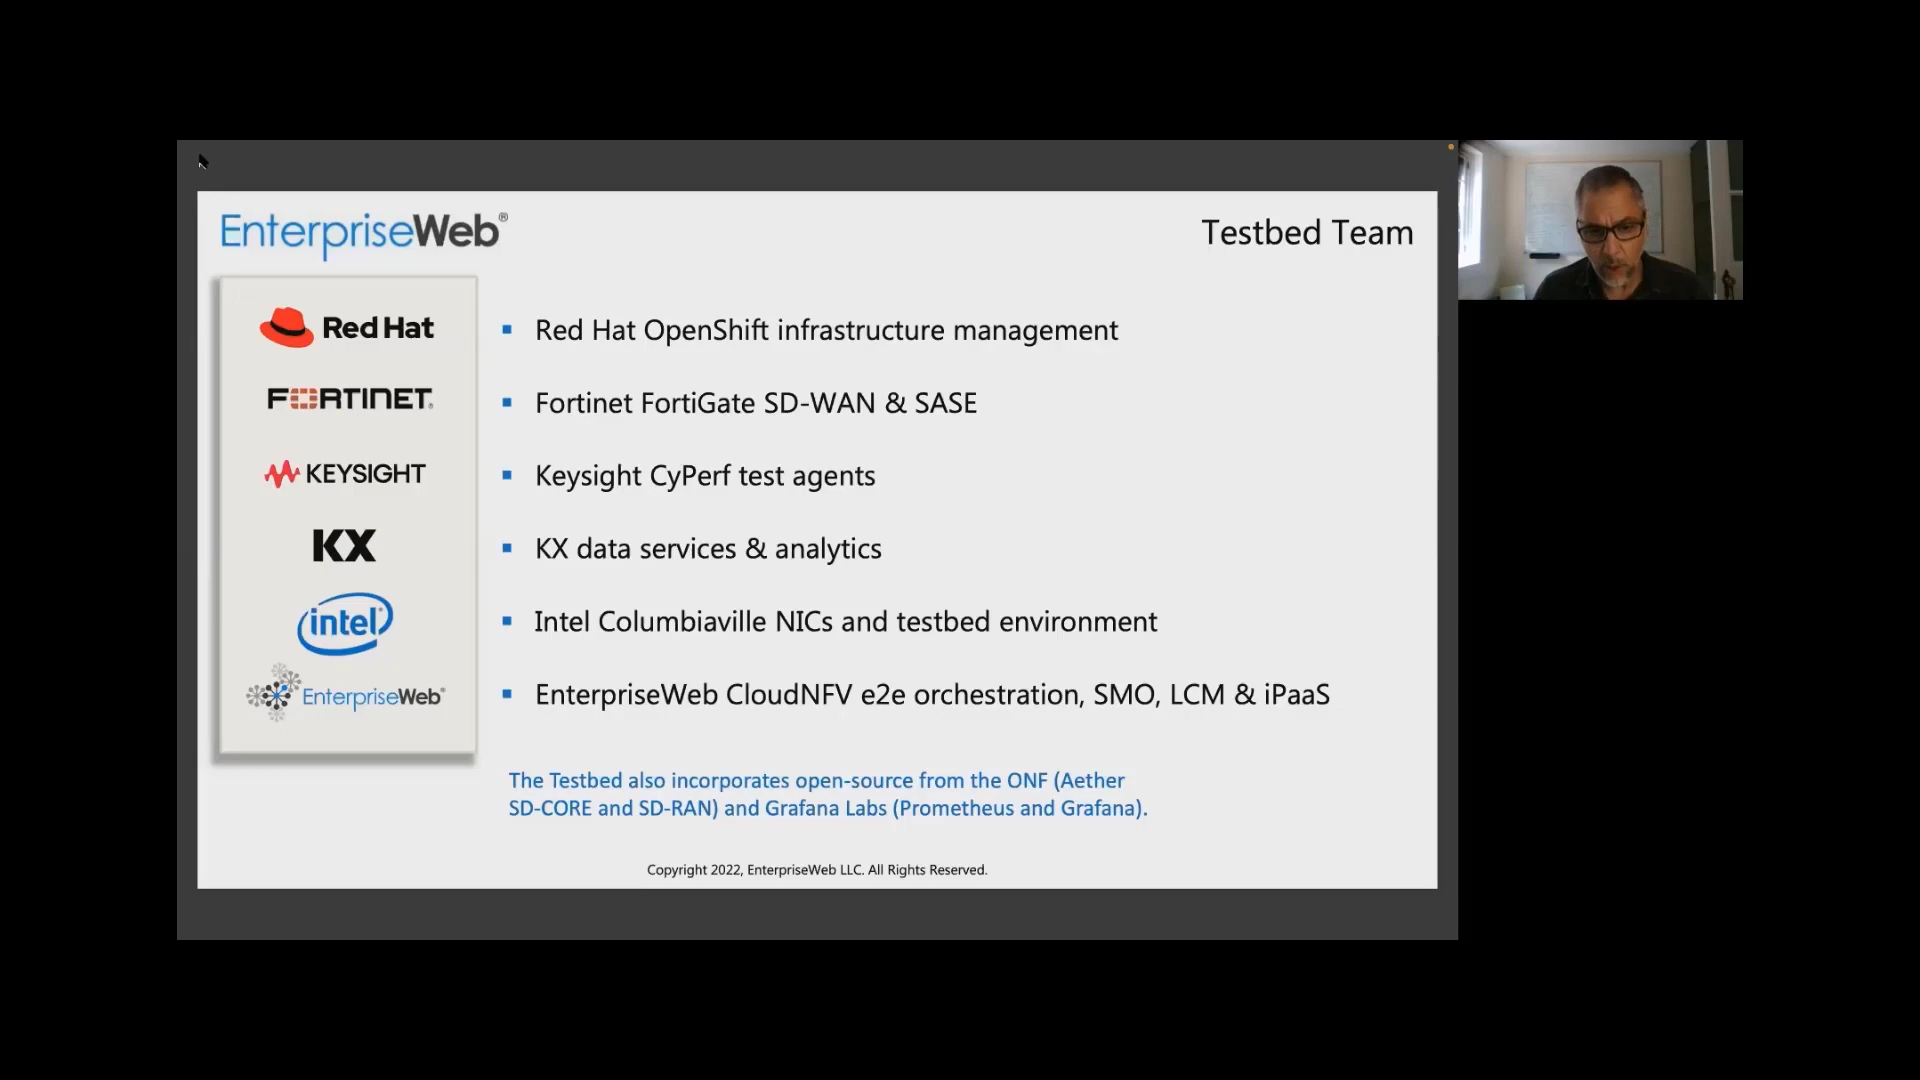 EnterpriseWeb®
Testbed Team
Red Hat
FORTINET®
KEYSIGHT
KX
intel®
EnterpriseWeb®
▪ Red Hat OpenShift infrastructure management
▪ Fortinet FortiGate SD-WAN & SASE
▪ Keysight CyPerf test agents
▪ KX data services & analytics
▪ Intel Columbiaville NICs and testbed environment
▪ EnterpriseWeb CloudNFV e2e orchestration, SMO, LCM & iPaaS
The Testbed also incorporates open-source from the ONF (Aether
SD-CORE and SD-RAN) and Grafana Labs (Prometheus and Grafana).
Copyright 2022, EnterpriseWeb LLC. All Rights Reserved.